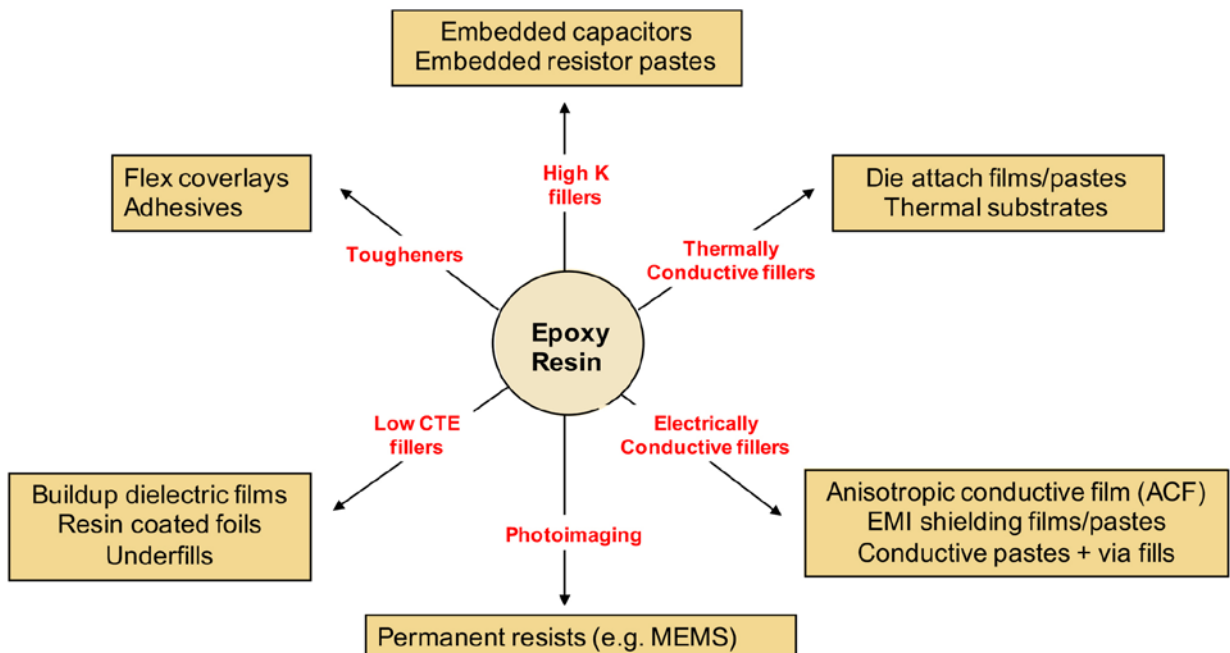 Embedded capacitors
Embedded resistor pastes
High K
fillers
Flex coverlays
Adhesives
Tougheners
Die attach films/pastes
Thermal substrates
Thermally
Conductive fillers
Epoxy
Resin
Low CTE
fillers
Electrically
Conductive fillers
Buildup dielectric films
Resin coated foils
Underfills
Photoimaging
Anisotropic conductive film (ACF)
EMI shielding films/pastes
Conductive pastes + via fills
Permanent resists (e.g. MEMS)